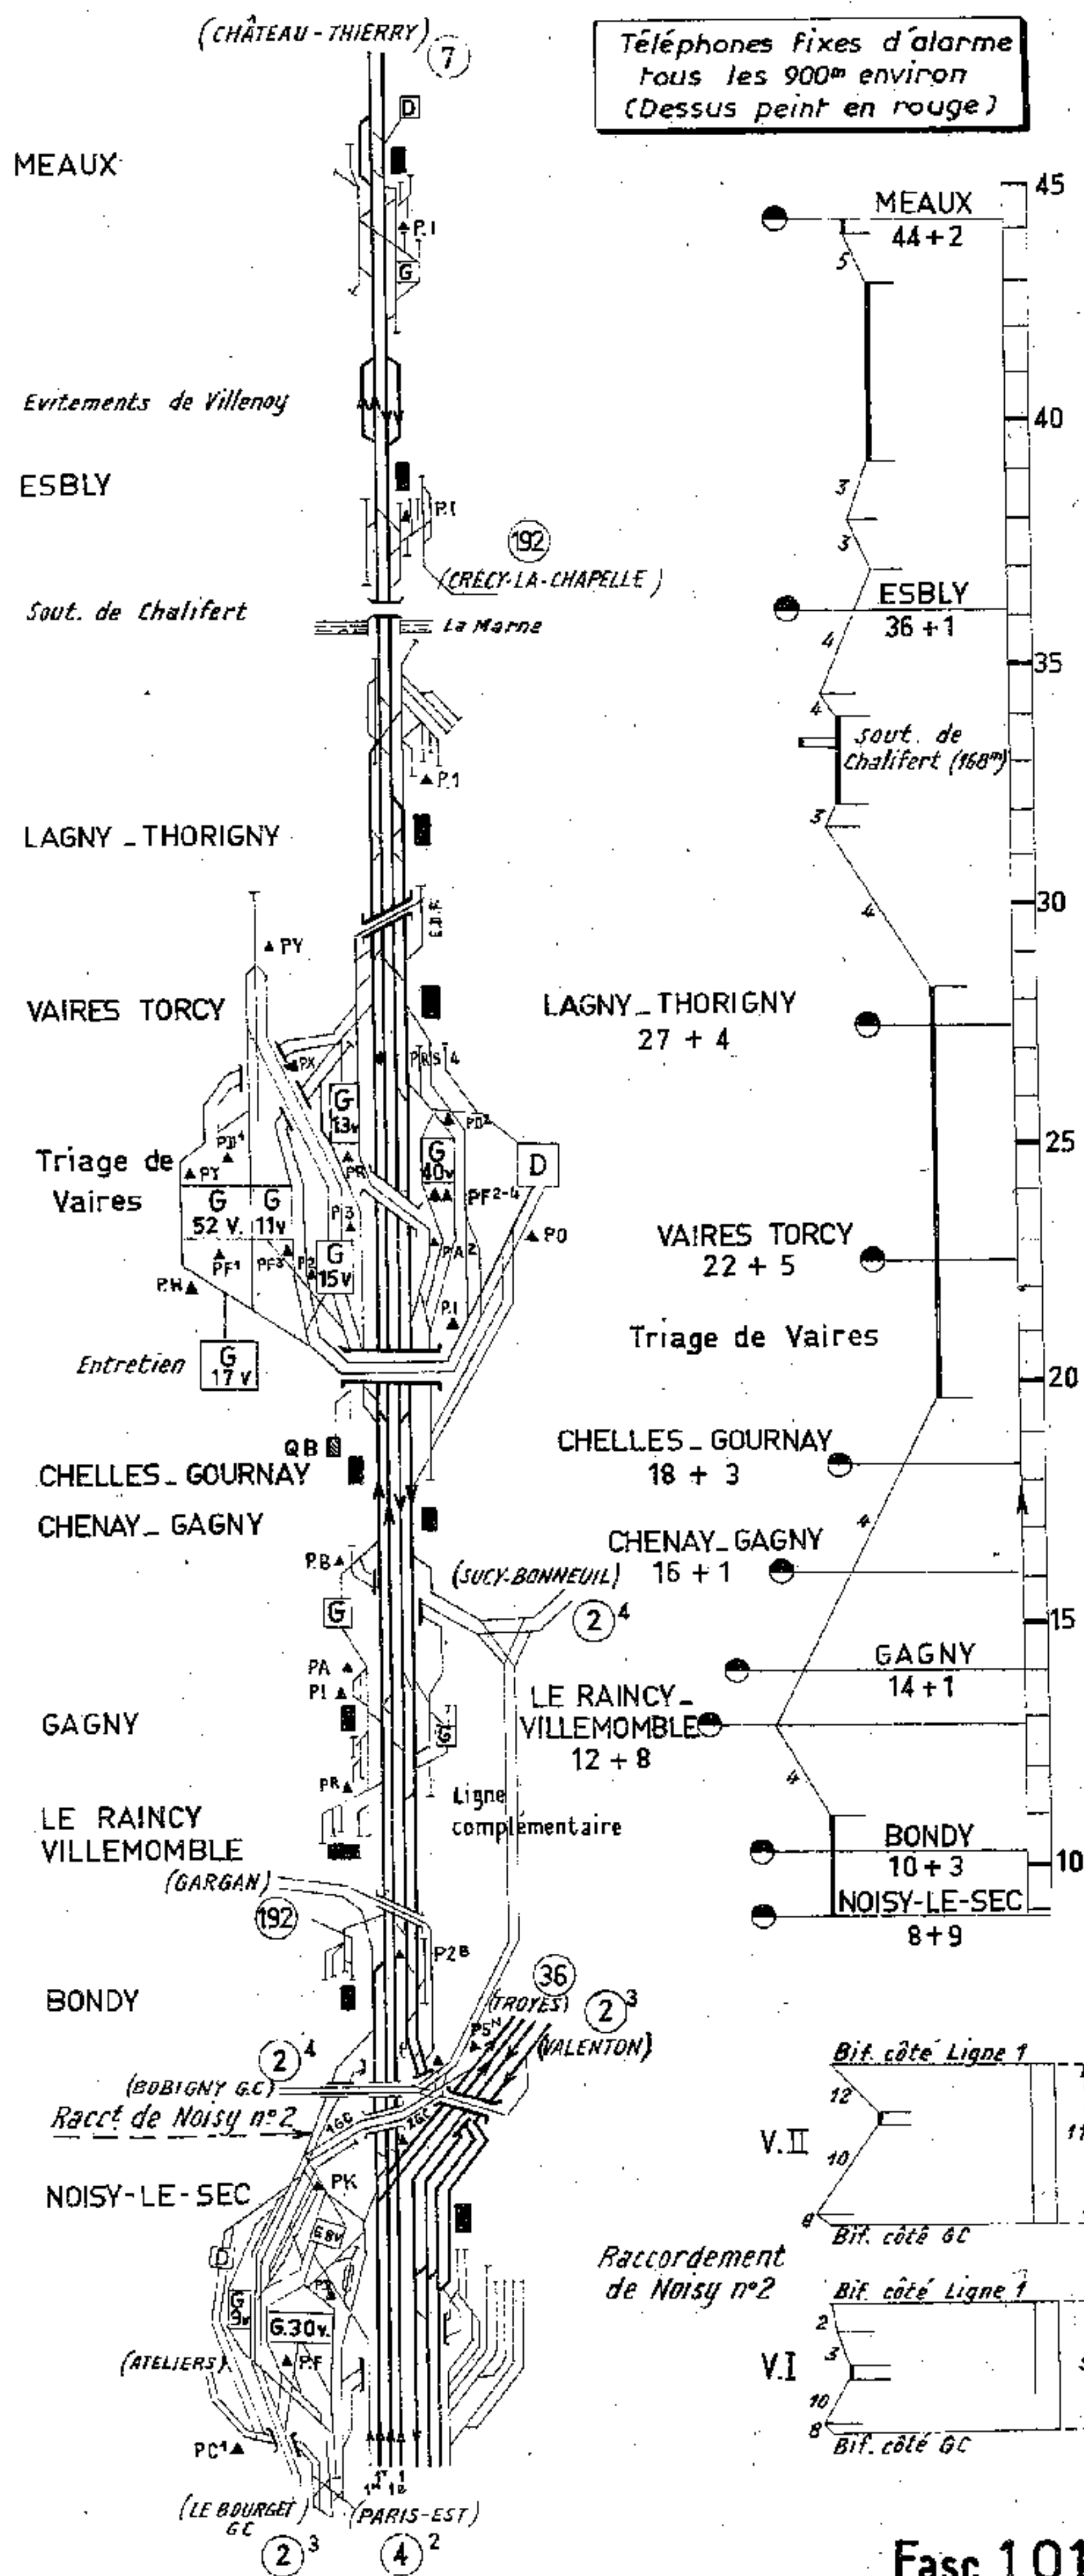 (CHÂTEAU-THIERRY)
7
Téléphones fixes d'alarme
tous les 900m environ
(Dessus peint en rouge)
D
MEAUX
P.1
G
45
MEAUX
44+2
5
Evitements de Villenoy
40
ESBLY
P.1
3
3
192
(CRÉCY-LA-CHAPELLE)
ESBLY
36+1
Sout. de Chalifert
La Marne
4
35
4
Sout. de
Chalifert (168m)
P.1
3
LAGNY_THORIGNY
30
4
PY
VAIRES TORCY
LAGNY_THORIGNY
27 + 4
PX
PRS 4
G
13v
PD2
25
PD1
G
40v
D
Triage de
Vaires
PY
PR
PF2-4
G
52 V.
G
11v
P3
PO
PA2
VAIRES TORCY
22 + 5
PF1
PF3
P2
G
15v
P.H
P.1
Triage de Vaires
Entretien
G
17 v
20
QB
CHELLES_GOURNAY
18 + 3
CHELLES_GOURNAY
CHENAY_GAGNY
4
CHENAY_GAGNY
16 + 1
P.B
(SUCY-BONNEUIL)
2 4
G
15
PA
P1
GAGNY
14+1
GAGNY
G
LE RAINCY_
VILLEMOMBLE
12 + 8
PR
4
Ligne
complémentaire
LE RAINCY
VILLEMOMBLE
BONDY
10+3
10
(GARGAN)
192
NOISY-LE-SEC
8+9
P2B
BONDY
36
(TROYES)
2 3
(VALENTON)
P5N
2 4
(BOBIGNY G.C)
Racct de Noisy n°2
1GC
2GC
Bif. côté Ligne 1
12
V.II
11
10
9
Bif. côté GC
PK
NOISY-LE-SEC
G 8v
D
Raccordement
de Noisy n°2
Bif. côté Ligne 1
2
3
V.I
10
8
Bif. côté GC
G
9v
G.30v.
P.F
(ATELIERS)
PC1
(LE BOURGET)
GC
2 3
(PARIS-EST)
4 2
Fasc 101